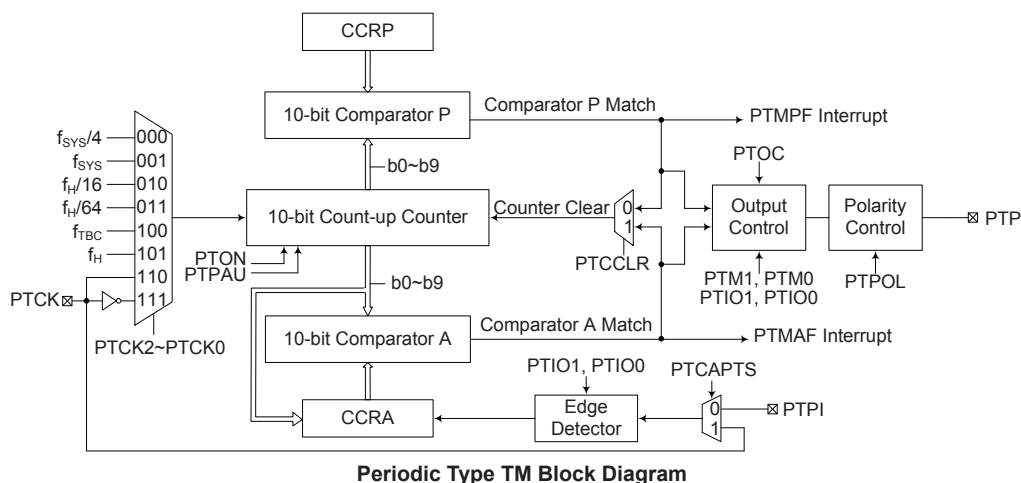 CCRP
10-bit Comparator P
Comparator P Match
PTMPF Interrupt
b0~b9
PTOC
fSYS/4
000
fSYS
001
fH/16
010
fH/64
011
fTBC
100
fH
101
110
111
10-bit Count-up Counter
Counter Clear
0
1
Output
Control
Polarity
Control
PTP
PTON
PTPAU
PTCCLR
PTM1, PTM0
PTIO1, PTIO0
PTPOL
PTCK
b0~b9
PTCK2~PTCK0
10-bit Comparator A
Comparator A Match
PTMAF Interrupt
PTIO1, PTIO0
PTCAPTS
CCRA
Edge
Detector
0
1
PTPI
Periodic Type TM Block Diagram